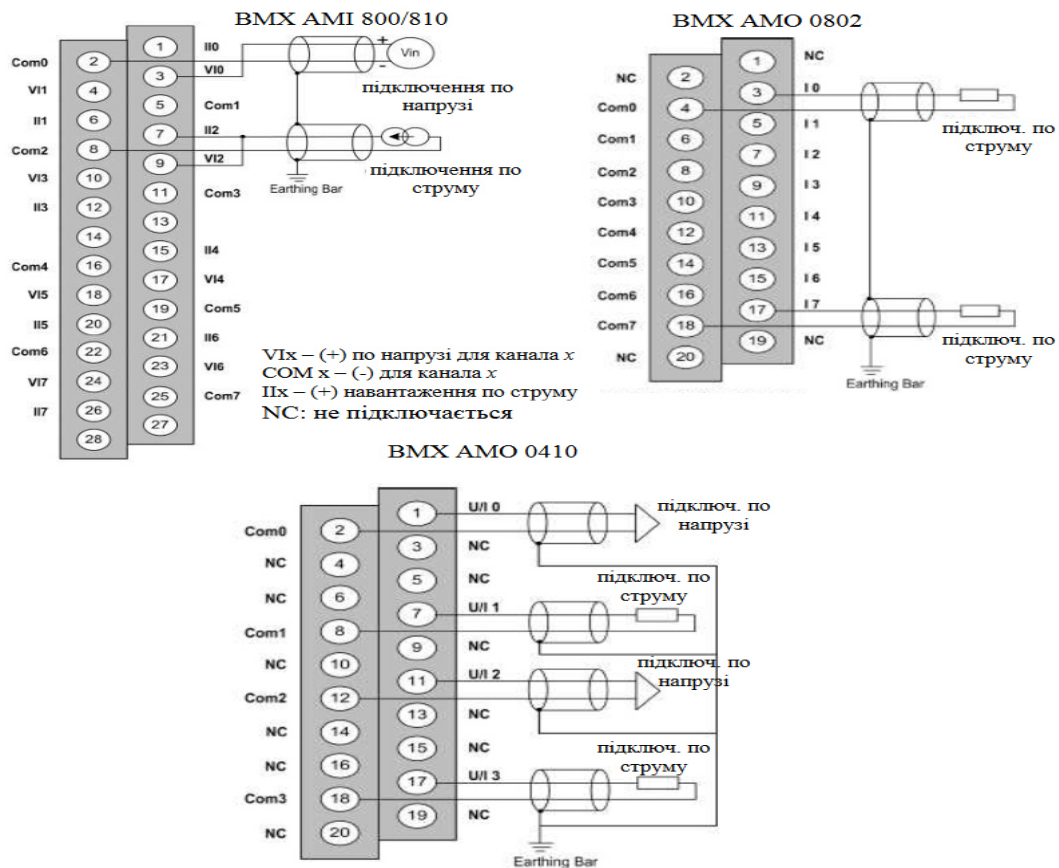 BMX AMI 800/810
1 II0
Com0 2
+
Vin
-
3 VI0
VI1 4
підключення по
напрузі
5 Com1
II1 6
7 II2
Com2 8
9 VI2
підключення по
струму
VI3 10
Earthing Bar
11 Com3
II3 12
13
14
15 II4
Com4 16
17 VI4
VI5 18
19 Com5
II5 20
21 II6
Com6 22
23 VI6
VI7 24
25 Com7
II7 26
27
28
VIx – (+) по напрузі для канала x
COM x – (-) для канала x
IIx – (+) навантаження по струму
NC: не підключається
BMX AMO 0802
1 NC
NC 2
3 I 0
Com0 4
підключ. по
струму
5 I 1
Com1 6
7 I 2
Com2 8
9 I 3
Com3 10
11 I 4
Com4 12
13 I 5
Com5 14
15 I 6
Com6 16
17 I 7
Com7 18
підключ. по
струму
19 NC
NC 20
Earthing Bar
BMX AMO 0410
1 U/I 0
підключ. по
напрузі
Com0 2
3 NC
NC 4
5 NC
підключ. по
струму
NC 6
7 U/I 1
Com1 8
9 NC
NC 10
підключ. по
напрузі
11 U/I 2
Com2 12
13 NC
NC 14
15 NC
підключ. по
струму
NC 16
17 U/I 3
Com3 18
19 NC
NC 20
Earthing Bar